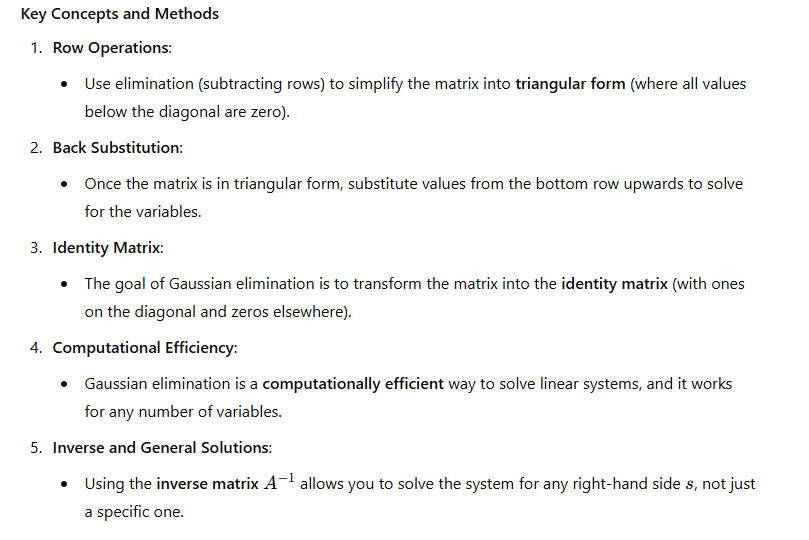 Key Concepts and Methods
1. Row Operations:
• Use elimination (subtracting rows) to simplify the matrix into triangular form (where all values
below the diagonal are zero).
2. Back Substitution:
• Once the matrix is in triangular form, substitute values from the bottom row upwards to solve
for the variables.
3. Identity Matrix:
• The goal of Gaussian elimination is to transform the matrix into the identity matrix (with ones
on the diagonal and zeros elsewhere).
4. Computational Efficiency:
• Gaussian elimination is a computationally efficient way to solve linear systems, and it works
for any number of variables.
5. Inverse and General Solutions:
• Using the inverse matrix A⁻¹ allows you to solve the system for any right-hand side s, not just
a specific one.